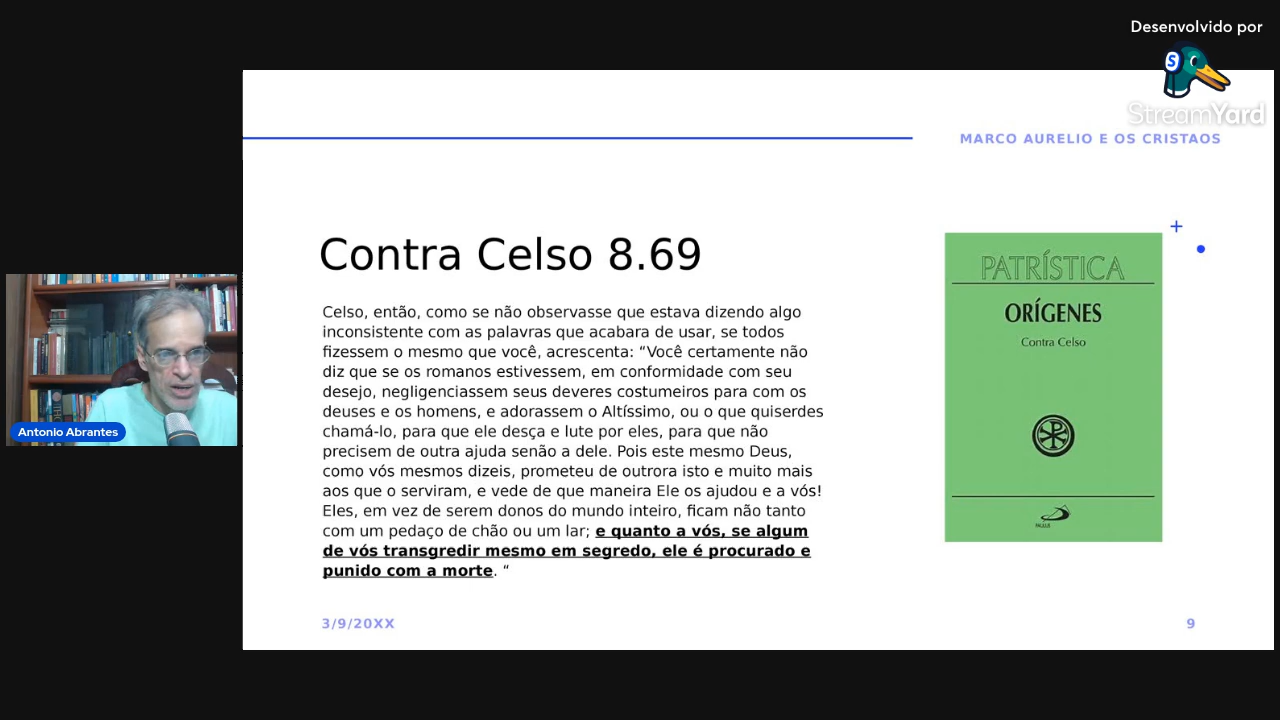 Desenvolvido por
StreamYard
MARCO AURELIO E OS CRISTAOS
Contra Celso 8.69
Celso, então, como se não observasse que estava dizendo algo
inconsistente com as palavras que acabara de usar, se todos
fizessem o mesmo que você, acrescenta: “Você certamente não
diz que se os romanos estivessem, em conformidade com seu
desejo, negligenciassem seus deveres costumeiros para com os
deuses e os homens, e adorassem o Altíssimo, ou o que quiserdes
chamá-lo, para que ele desça e lute por eles, para que não
precisem de outra ajuda senão a dele. Pois este mesmo Deus,
como vós mesmos dizeis, prometeu de outrora isto e muito mais
aos que o serviram, e vede de que maneira Ele os ajudou e a vós!
Eles, em vez de serem donos do mundo inteiro, ficam não tanto
com um pedaço de chão ou um lar; e quanto a vós, se algum
de vós transgredir mesmo em segredo, ele é procurado e
punido com a morte. “
PATRÍSTICA
ORÍGENES
Contra Celso
PAULUS
Antonio Abrantes
3/9/20XX
9